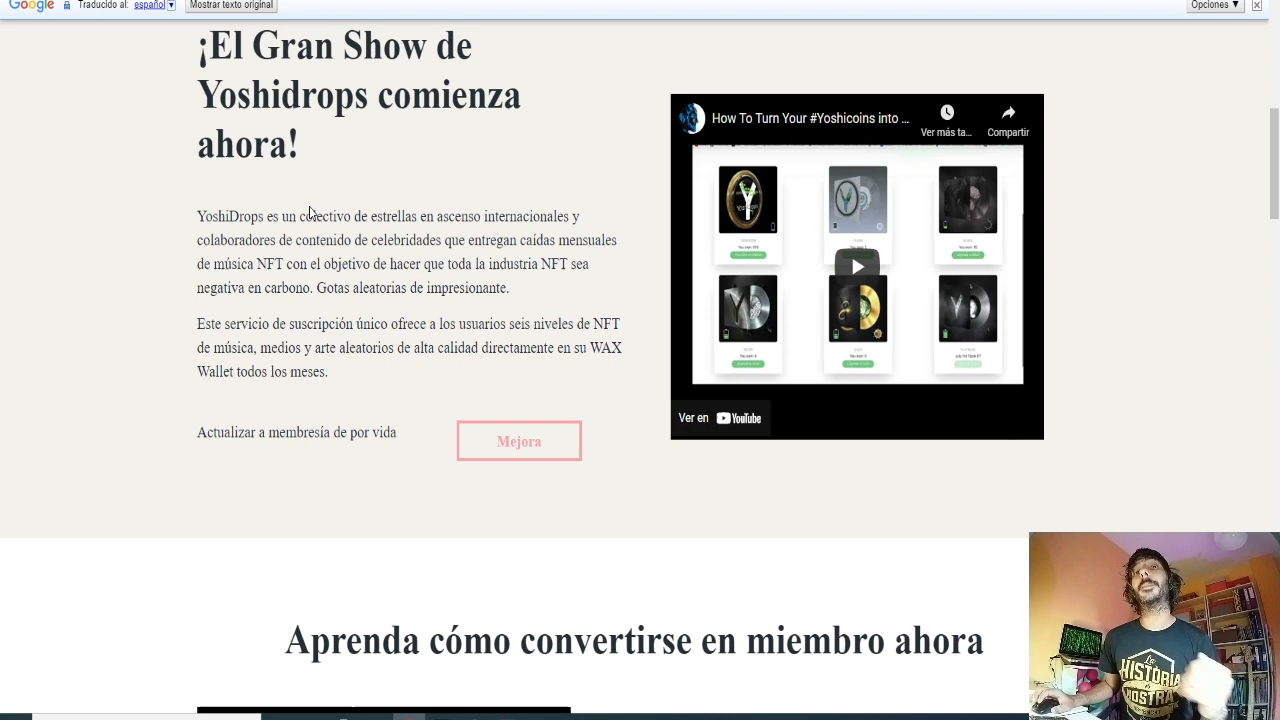 Google
Traducido al: español
Mostrar texto original
Opciones ▼
¡El Gran Show de
Yoshidrops comienza
ahora!
YoshiDrops es un colectivo de estrellas en ascenso internacionales y
colaboradores de contenido de celebridades que entregan caídas mensuales
de música NFT con el objetivo de hacer que toda la industria NFT sea
negativa en carbono. Gotas aleatorias de impresionante.
Este servicio de suscripción único ofrece a los usuarios seis niveles de NFT
de música, medios y arte aleatorios de alta calidad directamente en su WAX
Wallet todos los meses.
Actualizar a membresía de por vida
Mejora
How To Turn Your #Yoshicoins into ...
Ver más ta...
Compartir
Ver en YouTube
Aprenda cómo convertirse en miembro ahora
HISTORIA